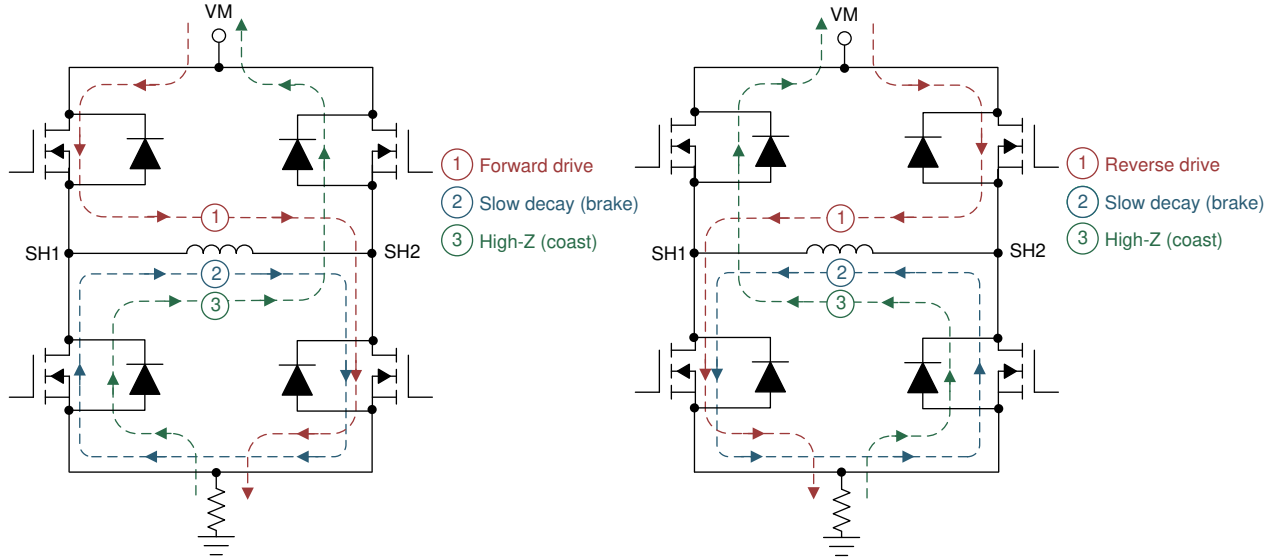 VM
1 Forward drive
2 Slow decay (brake)
3 High-Z (coast)
1
SH1
SH2
2
3
VM
1 Reverse drive
2 Slow decay (brake)
3 High-Z (coast)
1
SH1
SH2
2
3